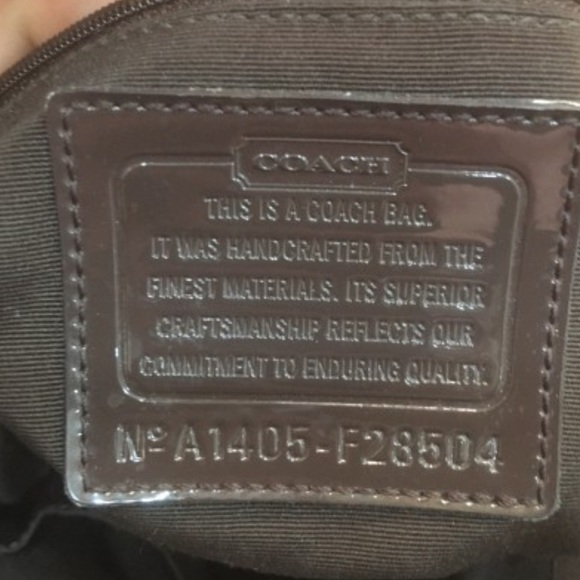 COACH
THIS IS A COACH BAG.
IT WAS HANDCRAFTED FROM THE
FINEST MATERIALS. ITS SUPERIOR
CRAFTSMANSHIP REFLECTS OUR
COMMITMENT TO ENDURING QUALITY.
Nº A1405-F28504